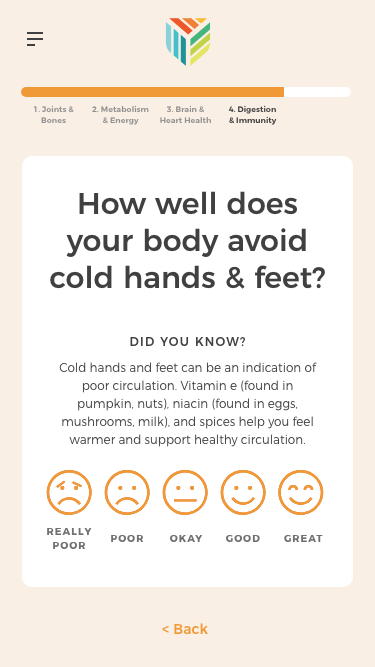 1. Joints &
Bones
2. Metabolism
& Energy
3. Brain &
Heart Health
4. Digestion
& Immunity
How well does
your body avoid
cold hands & feet?
DID YOU KNOW?
Cold hands and feet can be an indication of
poor circulation. Vitamin e (found in
pumpkin, nuts), niacin (found in eggs,
mushrooms, milk), and spices help you feel
warmer and support healthy circulation.
REALLY
POOR
POOR
OKAY
GOOD
GREAT
< Back